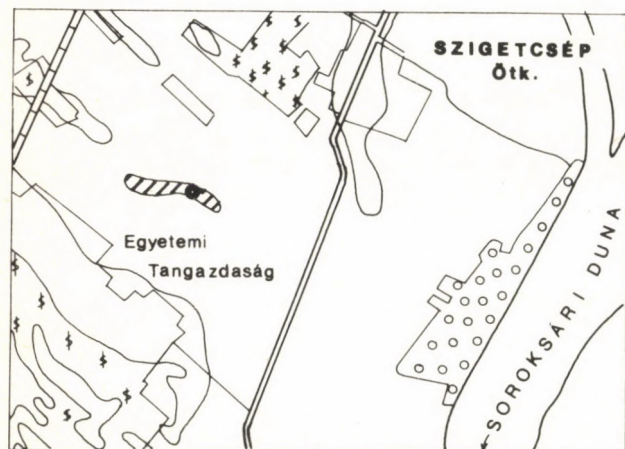 SZIGETCSÉP
Ötk.
Egyetemi
Tangazdaság
SOROKSÁRI DUNA